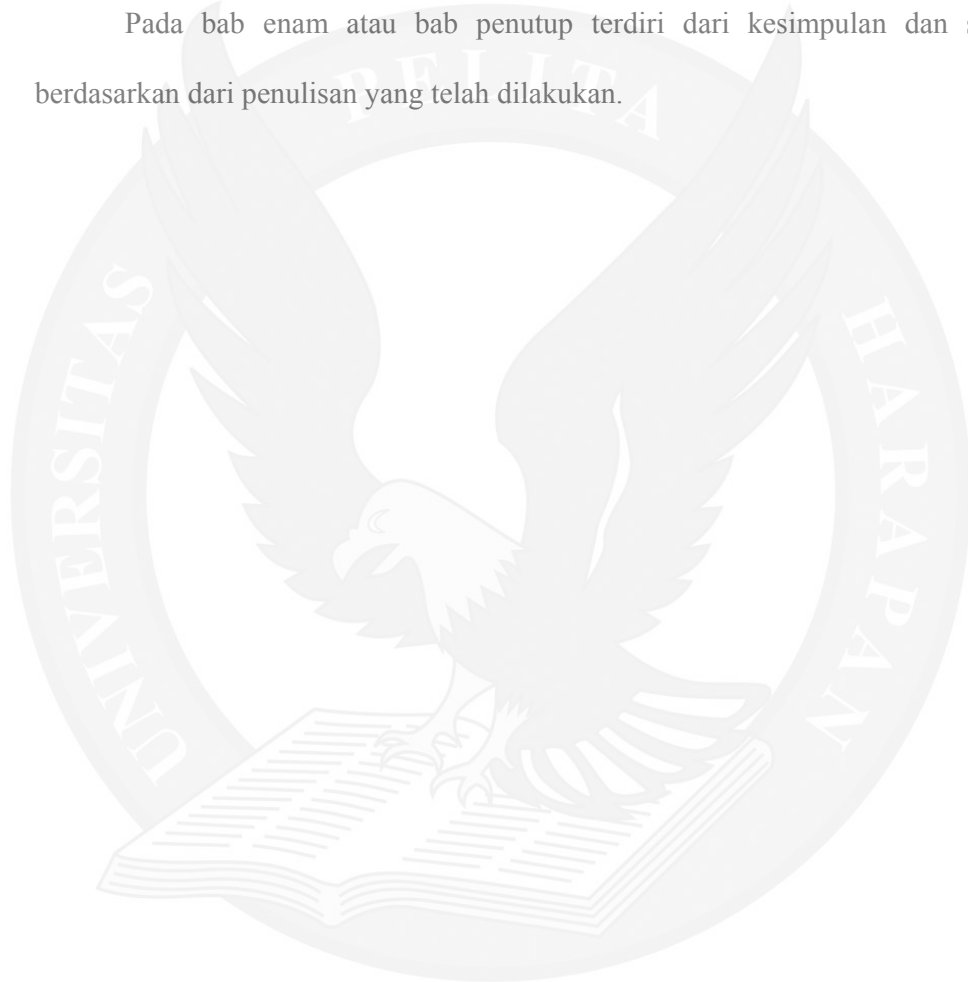 Pada bab enam atau bab penutup terdiri dari kesimpulan dan
berdasarkan dari penulisan yang telah dilakukan.
UNIVERSITAS PELITA HARAPAN